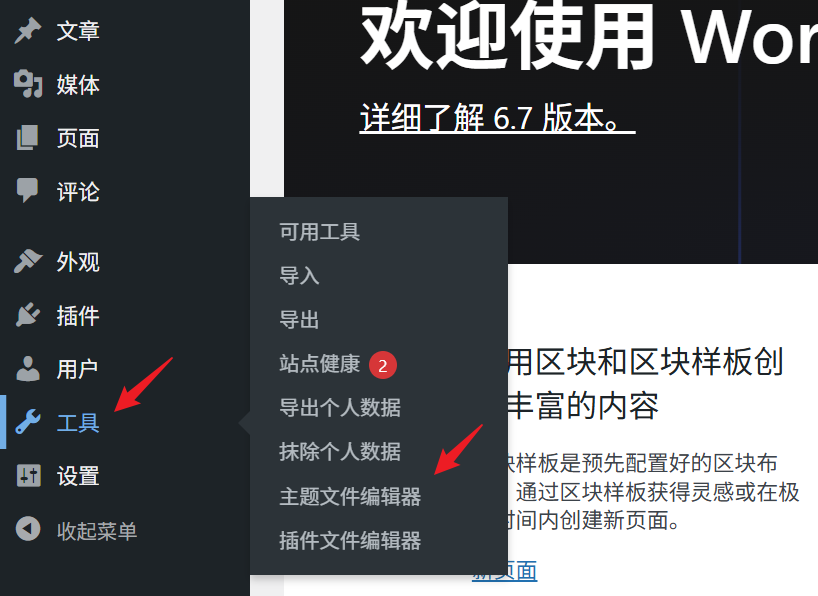 文章
媒体
页面
评论
外观
插件
用户
工具
设置
收起菜单
可用工具
导入
导出
站点健康 2
导出个人数据
抹除个人数据
主题文件编辑器
插件文件编辑器
欢迎使用 Wor
详细了解 6.7 版本。
用区块和区块样板创
丰富的内容
样板是预先配置好的区块布
通过区块样板获得灵感或在极
时间内创建新页面。
新页面